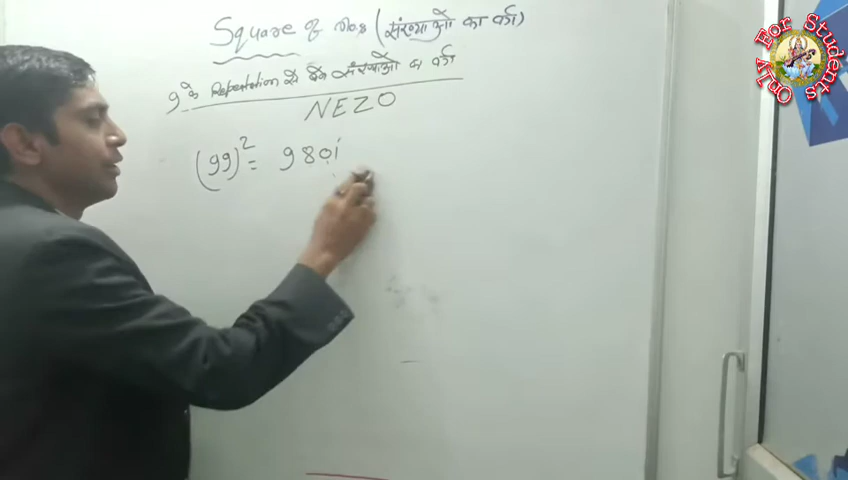 Square of nos (संख्याओ का वर्ग)
9 के Repetation से बने संख्याओ का वर्ग
NEZO
(99)² = 9801
Only For Students